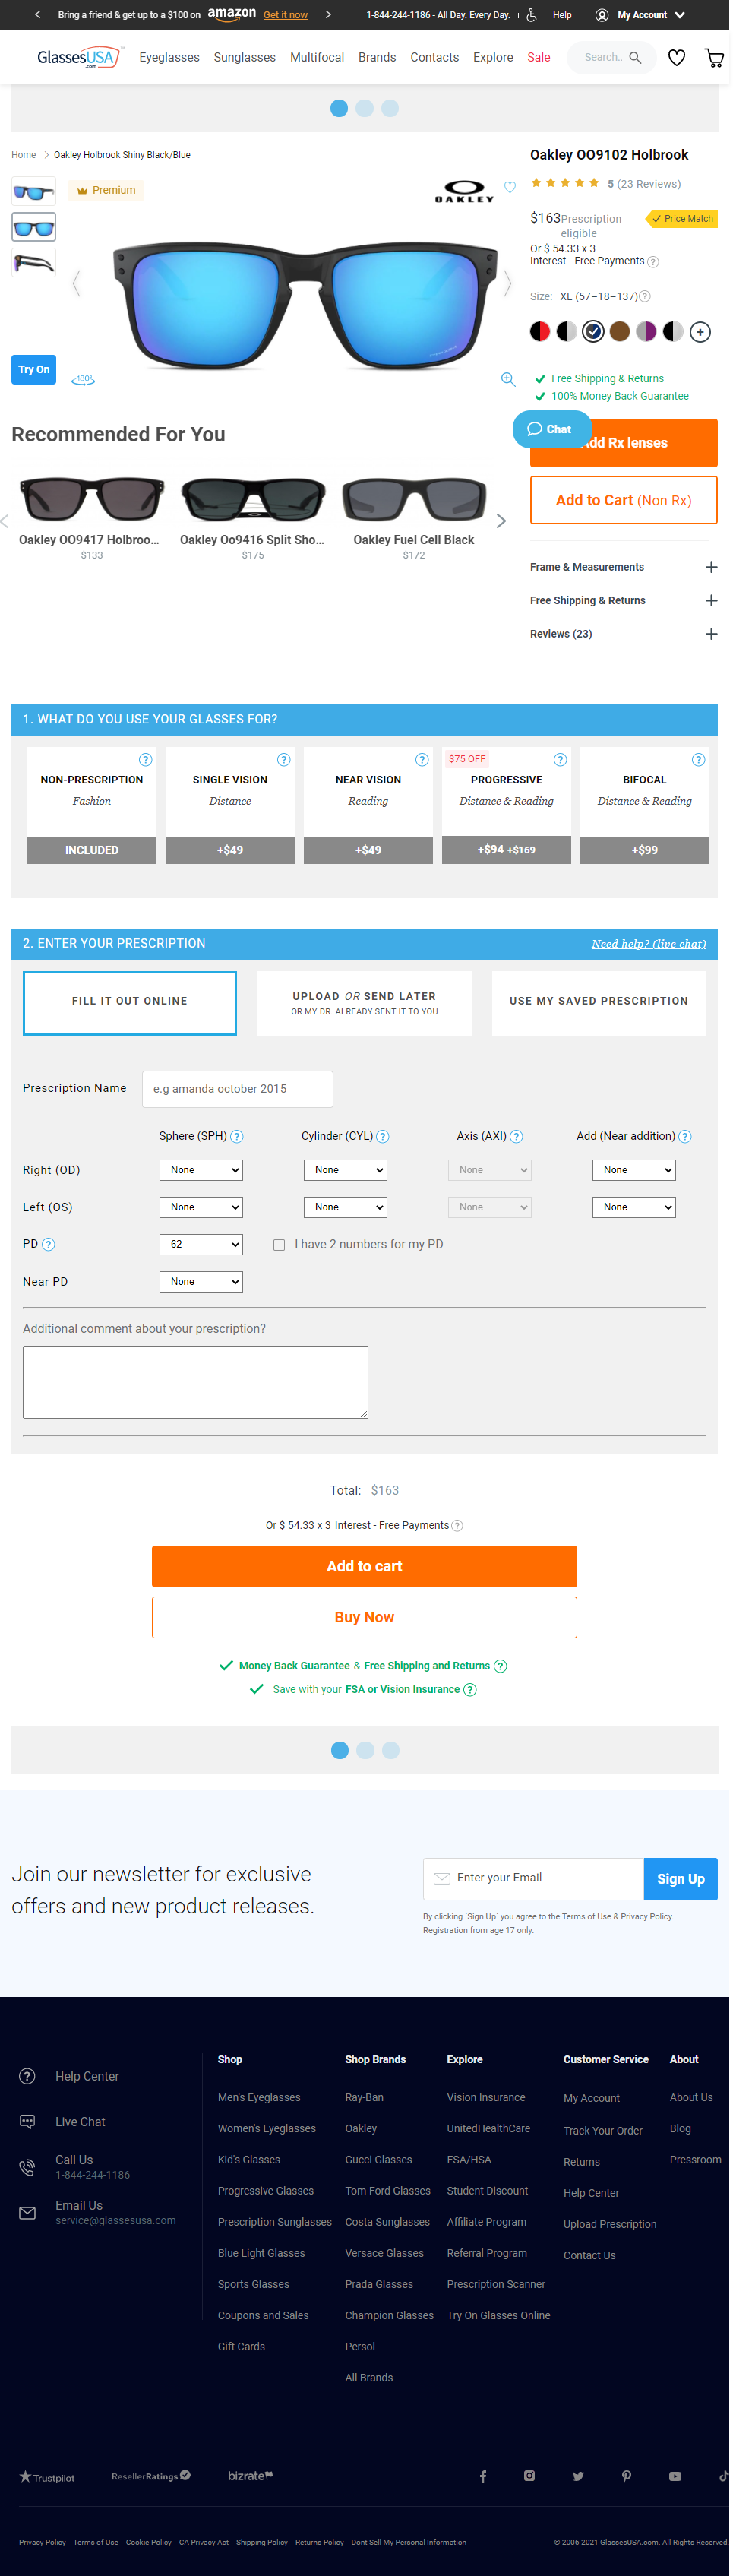 Bring a friend & get up to a $100 on amazon Get it now
1-844-244-1186 - All Day. Every Day.
Help
My Account
GlassesUSA.com
Eyeglasses
Sunglasses
Multifocal
Brands
Contacts
Explore
Sale
Search..
Home
Oakley Holbrook Shiny Black/Blue
Premium
OAKLEY
Try On
180°
Oakley OO9102 Holbrook
5 (23 Reviews)
$163 Prescription eligible
Price Match
Or $ 54.33 x 3
Interest - Free Payments ?
Size: XL (57–18–137) ?
+
Free Shipping & Returns
100% Money Back Guarantee
Chat
Add Rx lenses
Add to Cart (Non Rx)
Frame & Measurements
Free Shipping & Returns
Reviews (23)
Recommended For You
Oakley OO9417 Holbroo...
$133
Oakley Oo9416 Split Sho...
$175
Oakley Fuel Cell Black
$172
1. WHAT DO YOU USE YOUR GLASSES FOR?
NON-PRESCRIPTION
Fashion
INCLUDED
SINGLE VISION
Distance
+$49
NEAR VISION
Reading
+$49
$75 OFF
PROGRESSIVE
Distance & Reading
+$94 +$169
BIFOCAL
Distance & Reading
+$99
2. ENTER YOUR PRESCRIPTION
Need help? (live chat)
FILL IT OUT ONLINE
UPLOAD OR SEND LATER
OR MY DR. ALREADY SENT IT TO YOU
USE MY SAVED PRESCRIPTION
Prescription Name
e.g amanda october 2015
Sphere (SPH) ?
Cylinder (CYL) ?
Axis (AXI) ?
Add (Near addition) ?
Right (OD) None None None None
Left (OS) None None None None
PD ? 62 I have 2 numbers for my PD
Near PD None
Additional comment about your prescription?
Total: $163
Or $ 54.33 x 3 Interest - Free Payments ?
Add to cart
Buy Now
Money Back Guarantee & Free Shipping and Returns ?
Save with your FSA or Vision Insurance ?
Join our newsletter for exclusive
offers and new product releases.
Enter your Email
Sign Up
By clicking `Sign Up` you agree to the Terms of Use & Privacy Policy.
Registration from age 17 only.
Help Center
Live Chat
Call Us
1-844-244-1186
Email Us
service@glassesusa.com
Shop
Men's Eyeglasses
Women's Eyeglasses
Kid's Glasses
Progressive Glasses
Prescription Sunglasses
Blue Light Glasses
Sports Glasses
Coupons and Sales
Gift Cards
Shop Brands
Ray-Ban
Oakley
Gucci Glasses
Tom Ford Glasses
Costa Sunglasses
Versace Glasses
Prada Glasses
Champion Glasses
Persol
All Brands
Explore
Vision Insurance
UnitedHealthCare
FSA/HSA
Student Discount
Affiliate Program
Referral Program
Prescription Scanner
Try On Glasses Online
Customer Service
My Account
Track Your Order
Returns
Help Center
Upload Prescription
Contact Us
About
About Us
Blog
Pressroom
Trustpilot
ResellerRatings
bizrate
Privacy Policy
Terms of Use
Cookie Policy
CA Privacy Act
Shipping Policy
Returns Policy
Dont Sell My Personal Information
© 2006-2021 GlassesUSA.com. All Rights Reserved.